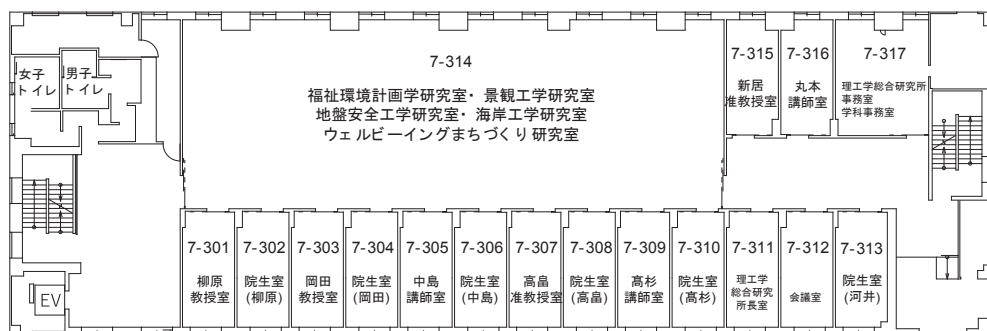 7-314
福祉環境計画学研究室・景観工学研究室
地盤安全工学研究室・海岸工学研究室
ウェルビーイングまちづくり研究室
7-315
新居
准教授室
7-316
丸本
講師室
7-317
理工学総合研究所
事務室
学科事務室
女子
トイレ
男子
トイレ
7-301
柳原
教授室
7-302
院生室
(柳原)
7-303
岡田
教授室
7-304
院生室
(岡田)
7-305
中島
講師室
7-306
院生室
(中島)
7-307
高畠
准教授室
7-308
院生室
(高畠)
7-309
髙杉
講師室
7-310
院生室
(髙杉)
7-311
理工学
総合研究
所長室
7-312
会議室
7-313
院生室
(河井)
EV